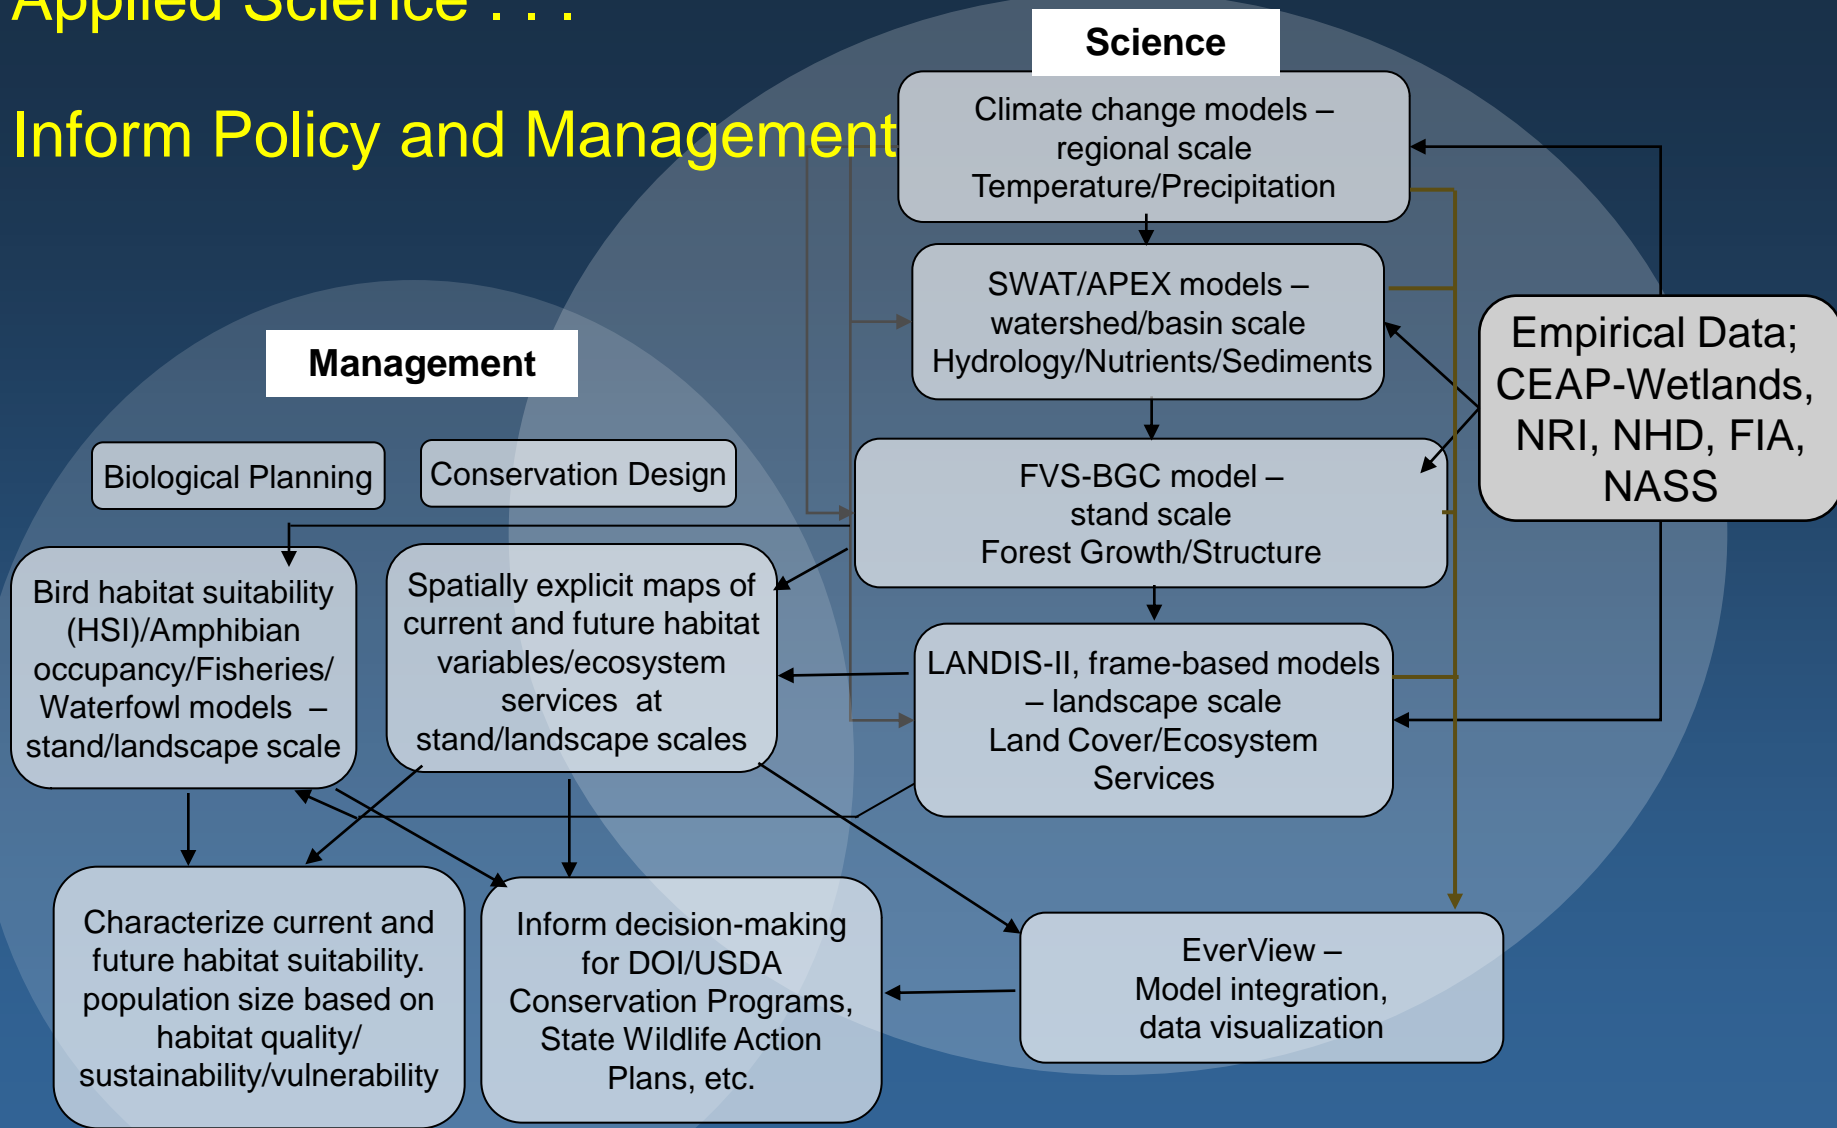 Applied Science . . .
Inform Policy and Management
Science
Climate change models –
regional scale
Temperature/Precipitation
SWAT/APEX models –
watershed/basin scale
Hydrology/Nutrients/Sediments
Empirical Data;
CEAP-Wetlands,
NRI, NHD, FIA,
NASS
Management
Biological Planning
Conservation Design
FVS-BGC model –
stand scale
Forest Growth/Structure
Bird habitat suitability
(HSI)/Amphibian
occupancy/Fisheries/
Waterfowl models –
stand/landscape scale
Spatially explicit maps of
current and future habitat
variables/ecosystem
services at
stand/landscape scales
LANDIS-II, frame-based models
– landscape scale
Land Cover/Ecosystem
Services
Characterize current and
future habitat suitability.
population size based on
habitat quality/
sustainability/vulnerability
Inform decision-making
for DOI/USDA
Conservation Programs,
State Wildlife Action
Plans, etc.
EverView –
Model integration,
data visualization